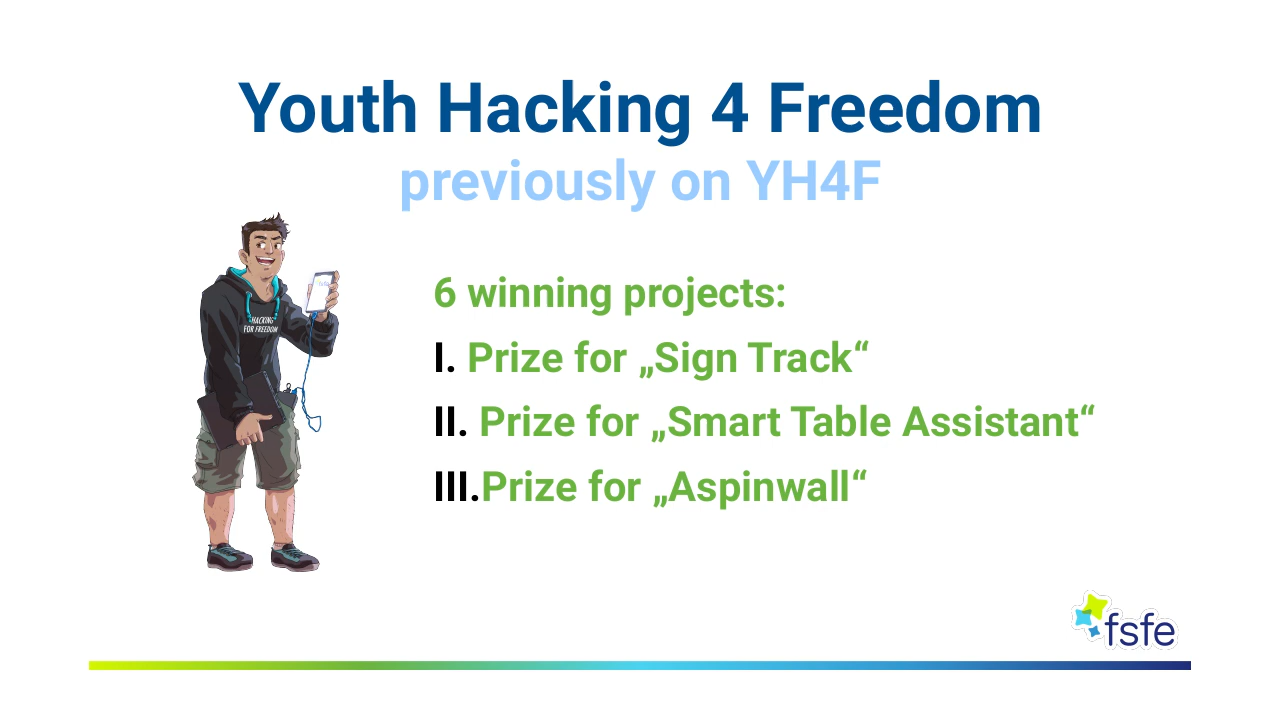 Youth Hacking 4 Freedom
previously on YH4F
6 winning projects:
I. Prize for „Sign Track“
II. Prize for „Smart Table Assistant“
III.Prize for „Aspinwall“
HACKING
FOR FREEDOM
fsfe
fsfe